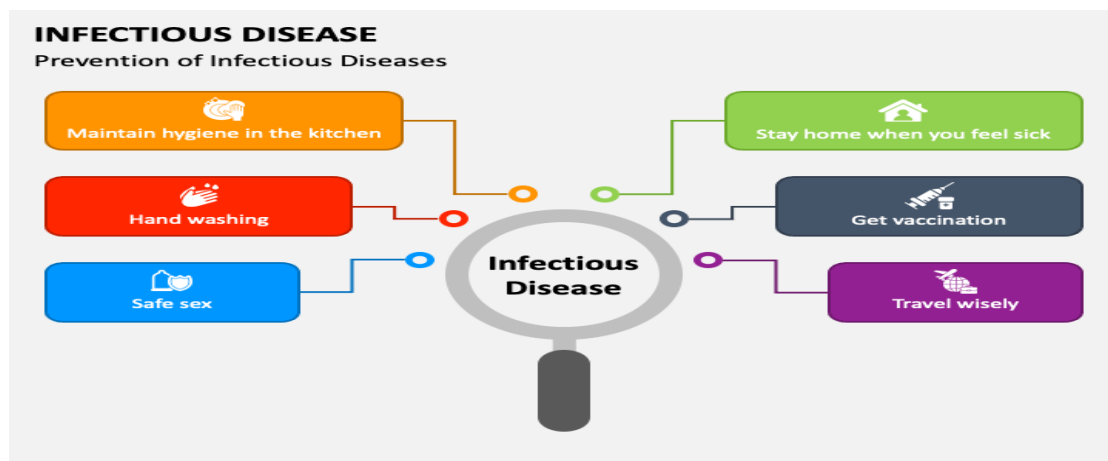 INFECTIOUS DISEASE
Prevention of Infectious Diseases
Maintain hygiene in the kitchen
Hand washing
Safe sex
Infectious
Disease
Stay home when you feel sick
Get vaccination
Travel wisely